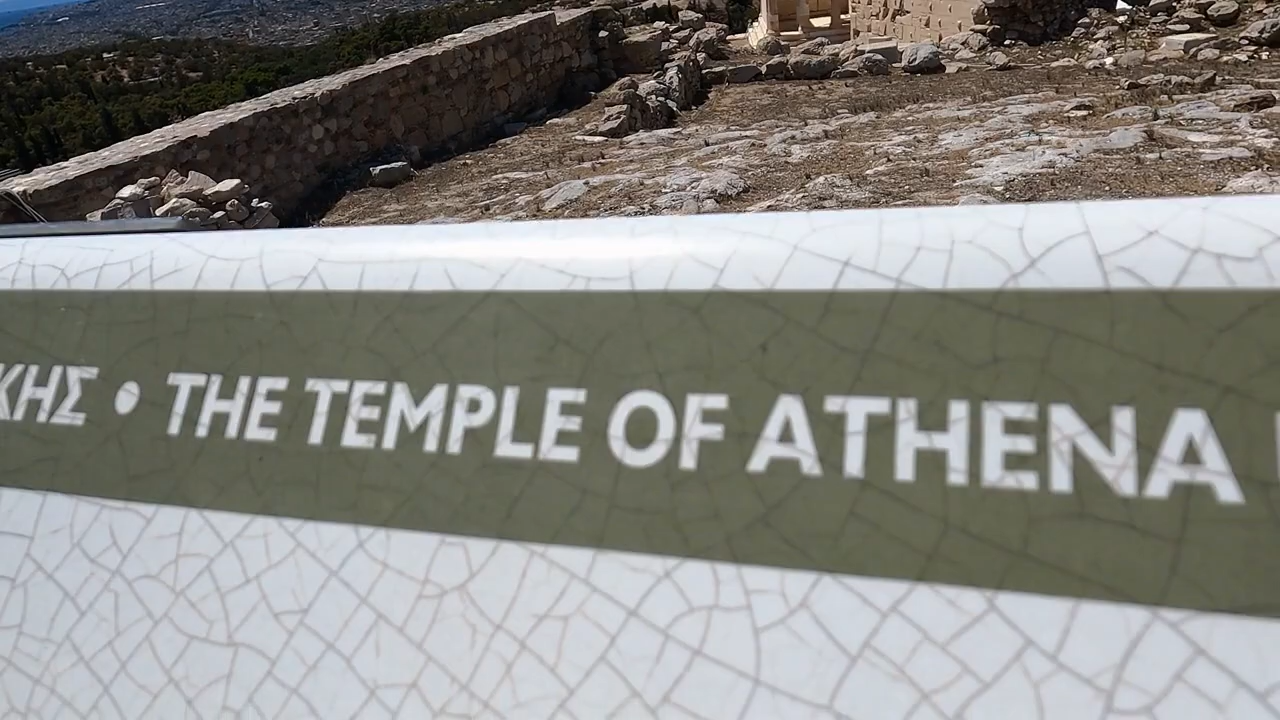 ΚΗΣ • THE TEMPLE OF ATHENA